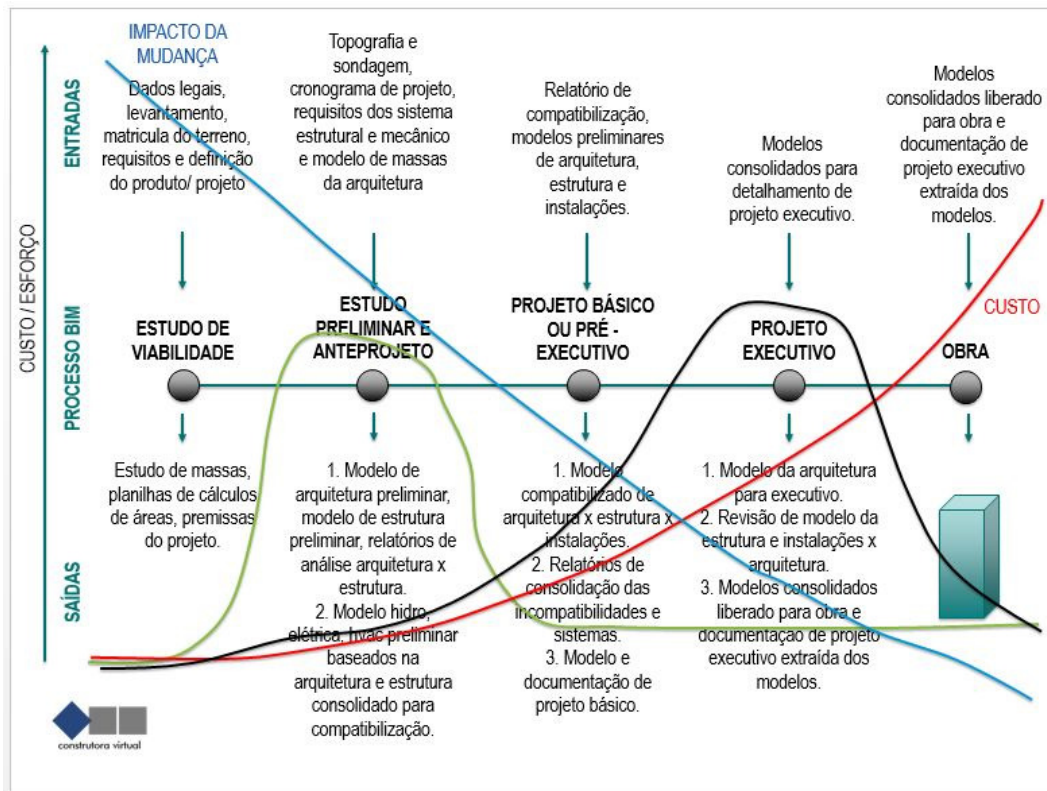 IMPACTO DA
MUDANÇA
Dados legais,
levantamento,
matricula do terreno,
requisitos e definição
do produto/ projeto
Topografia e
sondagem,
cronograma de projeto,
requisitos dos sistema
estrutural e mecânico
e modelo de massas
da arquitetura
Relatório de
compatibilização,
modelos preliminares
de arquitetura,
estrutura e
instalações.
Modelos
consolidados para
detalhamento de
projeto executivo.
Modelos
consolidados liberado
para obra e
documentação de
projeto executivo
extraída dos
modelos.
ENTRADAS
CUSTO / ESFORÇO
PROCESSO BIM
ESTUDO DE
VIABILIDADE
ESTUDO
PRELIMINAR E
ANTEPROJETO
PROJETO BÁSICO
OU PRÉ -
EXECUTIVO
PROJETO
EXECUTIVO
CUSTO
OBRA
SAÍDAS
Estudo de massas,
planilhas de cálculos
de áreas, premissas
do projeto.
1. Modelo de
arquitetura preliminar,
modelo de estrutura
preliminar, relatórios de
análise arquitetura x
estrutura.
2. Modelo hidro,
elétrica, hvac preliminar
baseados na
arquitetura e estrutura
consolidado para
compatibilização.
1. Modelo
compatibilizado de
arquitetura x estrutura x
instalações.
2. Relatórios de
consolidação das
incompatibilidades e
sistemas.
3. Modelo e
documentação de
projeto básico.
1. Modelo da arquitetura
para executivo.
2. Revisão de modelo da
estrutura e instalações x
arquitetura.
3. Modelos consolidados
liberado para obra e
documentação de projeto
executivo extraída dos
modelos.
construtora virtual